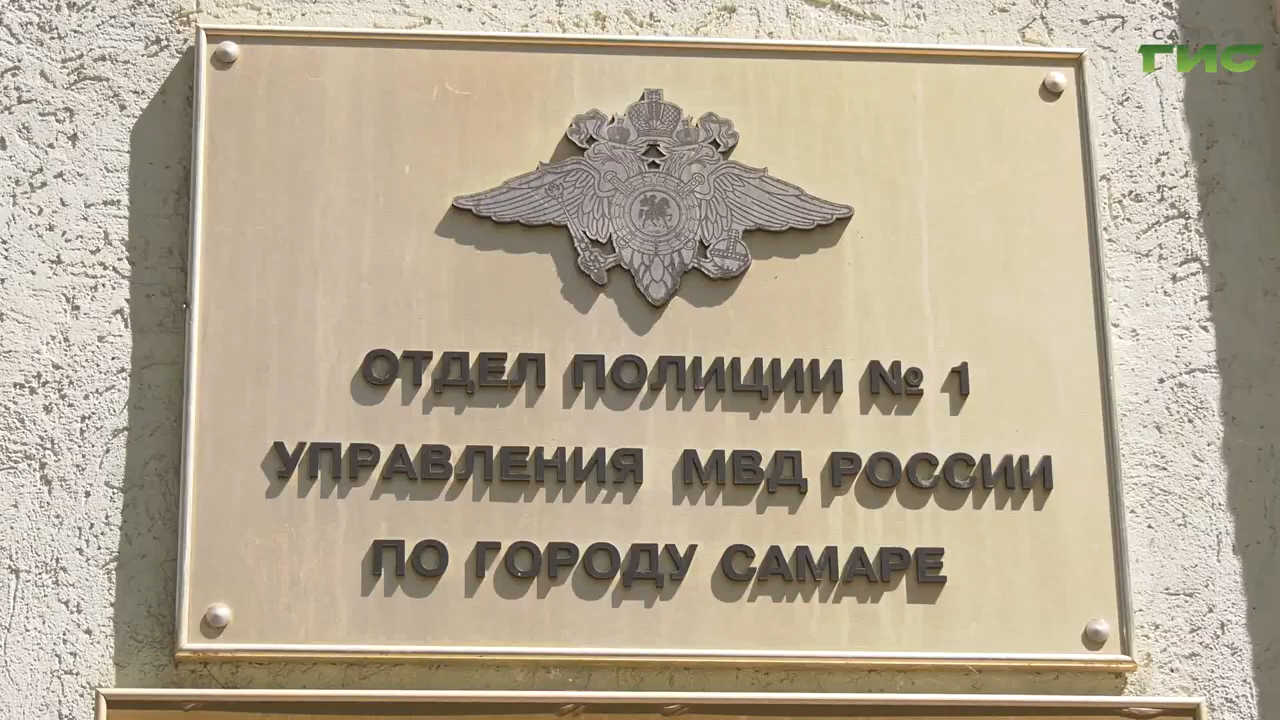 ГИС
ОТДЕЛ ПОЛИЦИИ № 1
УПРАВЛЕНИЯ МВД РОССИИ
ПО ГОРОДУ САМАРЕ